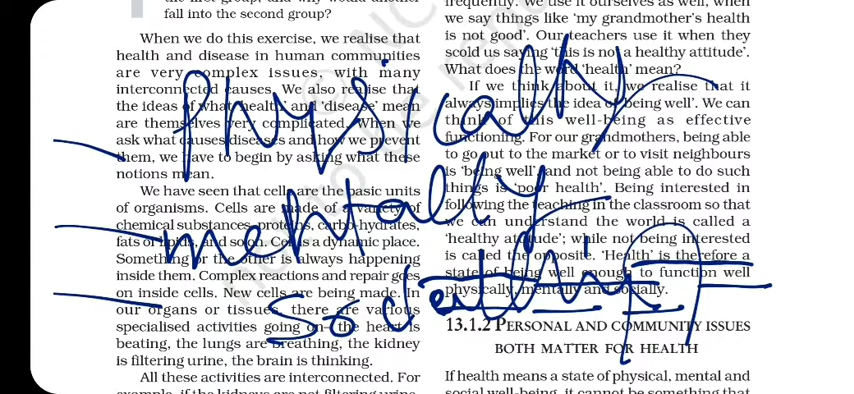 fall into the second group?
When we do this exercise, we realise that
health and disease in human communities
are very complex issues, with many
interconnected causes. We also realise that
the ideas of what 'health' and 'disease' mean
are themselves very complicated. When we
ask what causes diseases and how we prevent
them, we have to begin by asking what these
notions mean.
We have seen that cells are the basic units
of organisms. Cells are made of a variety of
chemical substances proteins, carbo-hydrates,
fats or lipids, and so on. Cell is a dynamic place.
Something or the other is always happening
inside them. Complex reactions and repair goes
on inside cells. New cells are being made. In
our organs or tissues, there are various
specialised activities going on– the heart is
beating, the lungs are breathing, the kidney
is filtering urine, the brain is thinking.
All these activities are interconnected. For
frequently. We use it ourselves as well, when
we say things like 'my grandmother's health
is not good'. Our teachers use it when they
scold us saying 'this is not a healthy attitude'.
What does the word 'health' mean?
If we think about it, we realise that it
always implies the idea of 'being well'. We can
think of this well-being as effective
functioning. For our grandmothers, being able
to go out to the market or to visit neighbours
is 'being well', and not being able to do such
things is 'poor health'. Being interested in
following the teaching in the classroom so that
we can understand the world is called a
'healthy attitude'; while not being interested
is called the opposite. 'Health' is therefore a
state of being well enough to function well
physically, mentally and socially.
13.1.2 PERSONAL AND COMMUNITY ISSUES
BOTH MATTER FOR HEALTH
If health means a state of physical, mental and
social well-being, it cannot be something that
Physically
mentally